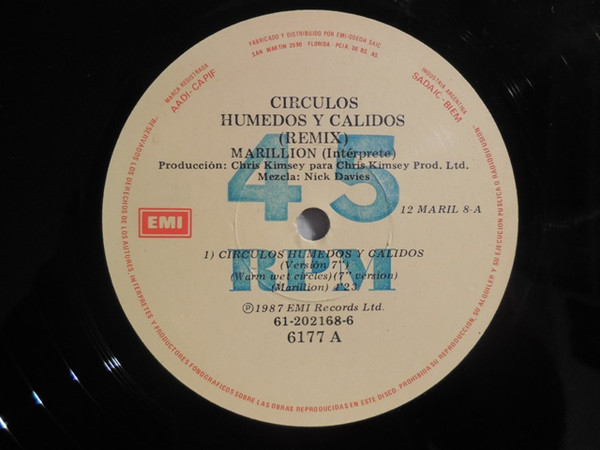 FABRICADO Y DISTRIBUIDO POR EMI-ODEON SAIC
SAN MARTIN 2030 - FLORIDA - PCIA. DE BS. AS.
MARCA REGISTRADA
AADI-CAPIF
INDUSTRIA ARGENTINA
SADAIC-BIEM
CIRCULOS
HUMEDOS Y CALIDOS
(REMIX)
MARILLION (Intérprete)
Producción: Chris Kimsey para Chris Kimsey Prod. Ltd.
Mezcla: Nick Davies
45
RPM
EMI
12 MARIL 8-A
1) CIRCULOS HUMEDOS Y CALIDOS
(Versión 7")
(Warm wet circles) (7" version)
(Marillion) 4'23
Ⓟ1987 EMI Records Ltd.
61-202168-6
6177 A
RESERVADOS LOS DERECHOS DE LOS AUTORES, INTERPRETES Y PRODUCTORES FONOGRAFICOS SOBRE LAS OBRAS REPRODUCIDAS EN ESTE DISCO. PROHIBIDA SU REPRODUCCION, SU ALQUILER Y SU EJECUCION PUBLICA O RADIODIFUSION.